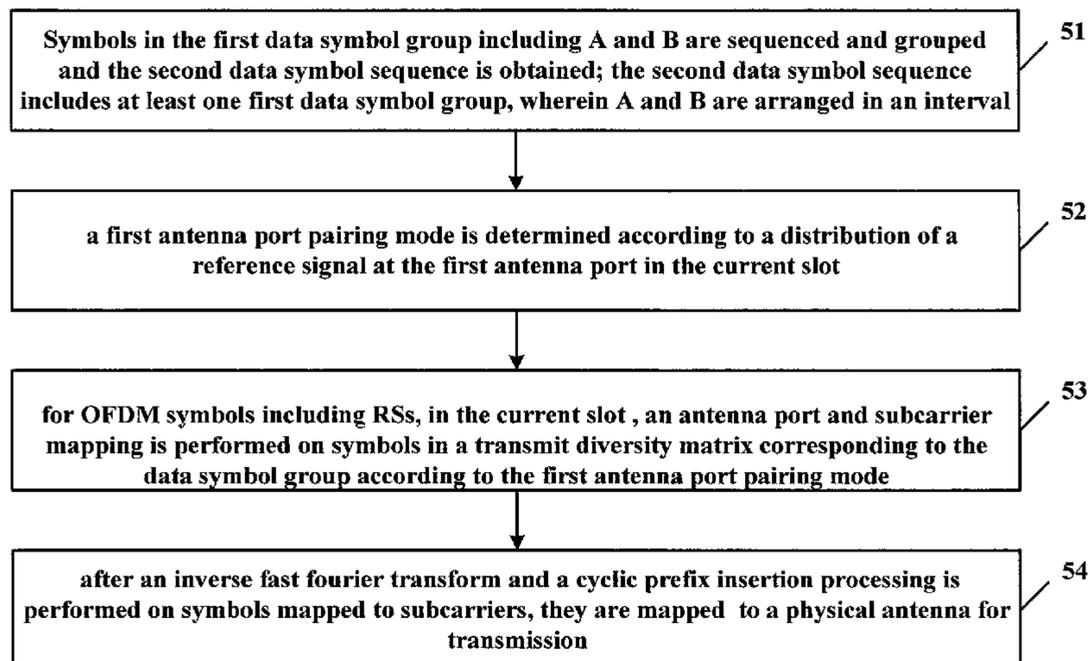 Symbols in the first data symbol group including A and B are sequenced and grouped
and the second data symbol sequence is obtained; the second data symbol sequence
includes at least one first data symbol group, wherein A and B are arranged in an interval
51
a first antenna port pairing mode is determined according to a distribution of a
reference signal at the first antenna port in the current slot
52
for OFDM symbols including RSs, in the current slot , an antenna port and subcarrier
mapping is performed on symbols in a transmit diversity matrix corresponding to the
data symbol group according to the first antenna port pairing mode
53
after an inverse fast fourier transform and a cyclic prefix insertion processing is
performed on symbols mapped to subcarriers, they are mapped to a physical antenna for
transmission
54